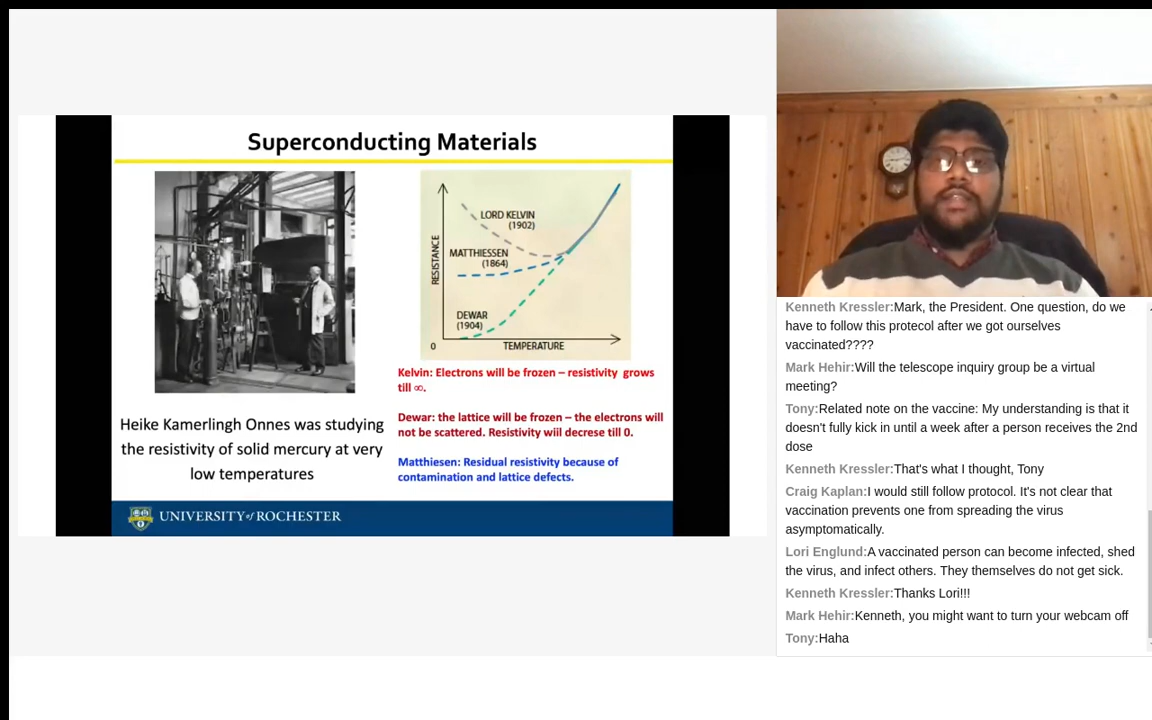 Superconducting Materials
LORD KELVIN
(1902)
MATTHIESSEN
(1864)
DEWAR
(1904)
RESISTANCE
0
TEMPERATURE
Heike Kamerlingh Onnes was studying
the resistivity of solid mercury at very
low temperatures
Kelvin: Electrons will be frozen – resistivity grows
till ∞.
Dewar: the lattice will be frozen – the electrons will
not be scattered. Resistivity wiil decrese till 0.
Matthiesen: Residual resistivity because of
contamination and lattice defects.
UNIVERSITY of ROCHESTER
Kenneth Kressler:Mark, the President. One question, do we
have to follow this protecol after we got ourselves
vaccinated????
Mark Hehir:Will the telescope inquiry group be a virtual
meeting?
Tony:Related note on the vaccine: My understanding is that it
doesn't fully kick in until a week after a person receives the 2nd
dose
Kenneth Kressler:That's what I thought, Tony
Craig Kaplan:I would still follow protocol. It's not clear that
vaccination prevents one from spreading the virus
asymptomatically.
Lori Englund:A vaccinated person can become infected, shed
the virus, and infect others. They themselves do not get sick.
Kenneth Kressler:Thanks Lori!!!
Mark Hehir:Kenneth, you might want to turn your webcam off
Tony:Haha